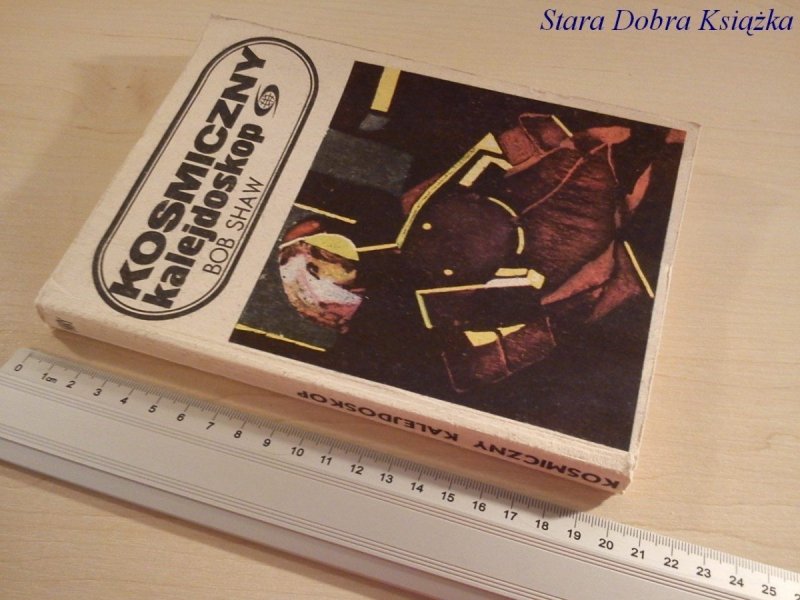 Stara Dobra Książka
KOSMICZNY
kalejdoskop
BOB SHAW
KOSMICZNY KALEJDOSKOP
0 1cm 2 3 4 5 6 7 8 9 10 11 12 13 14 15 16 17 18 19 20 21 22 23 24 25